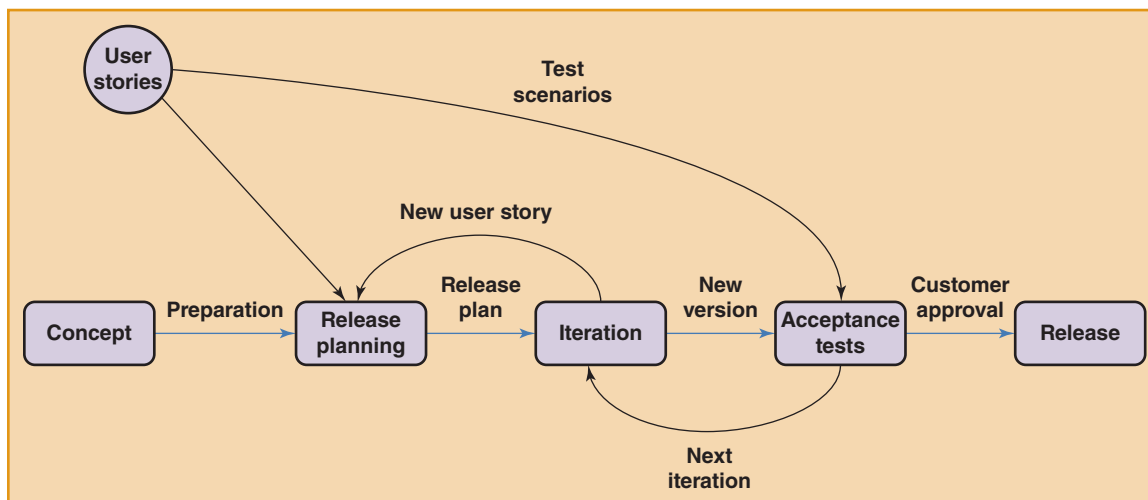 User
stories
Test
scenarios
New user story
Concept
Preparation
Release
planning
Release
plan
Iteration
New
version
Acceptance
tests
Customer
approval
Release
Next
iteration